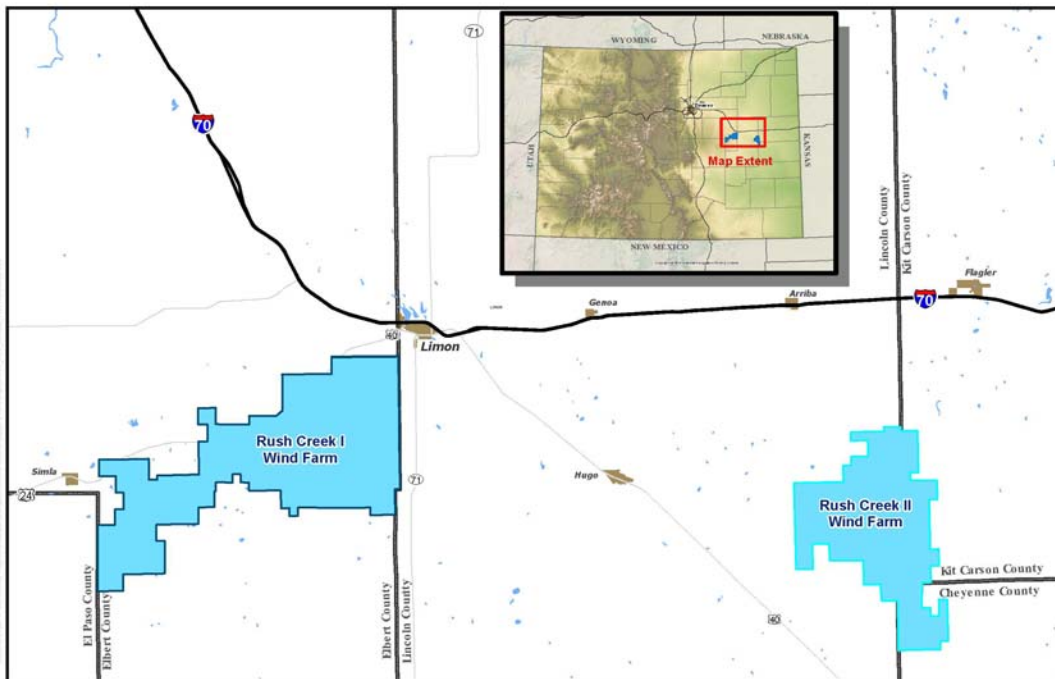 71
WYOMING
NEBRASKA
Denver
UTAH
KANSAS
Map Extent
NEW MEXICO
70
Lincoln County
Kit Carson County
Flagler
Arriba
Genoa
70
40
Limon
Rush Creek I
Wind Farm
Simla
24
71
Hugo
Rush Creek II
Wind Farm
Kit Carson County
Cheyenne County
El Paso County
Elbert County
Elbert County
Lincoln County
40